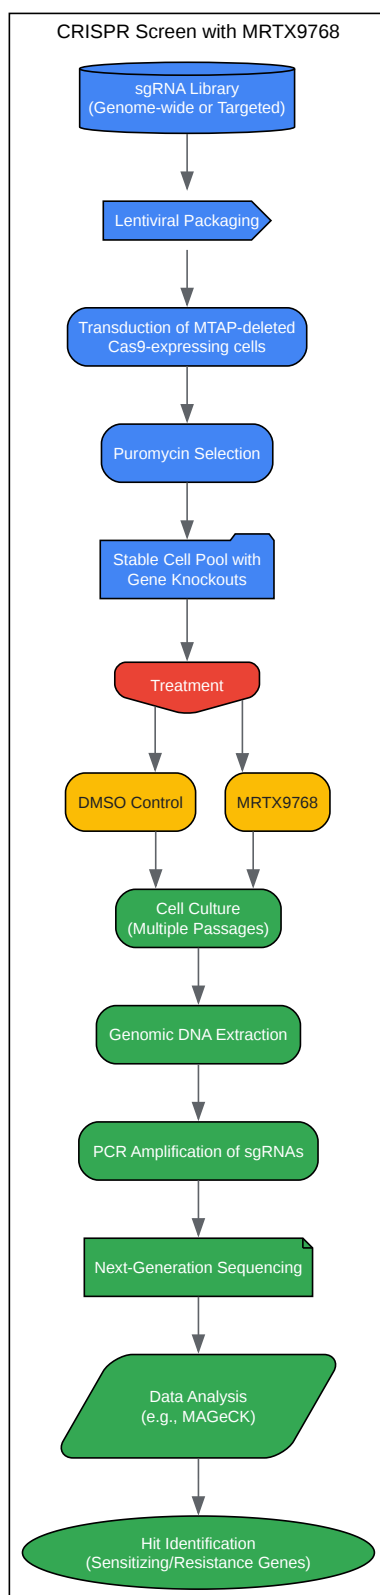 CRISPR Screen with MRTX9768
sgRNA Library
(Genome-wide or Targeted)
Lentiviral Packaging
Transduction of MTAP-deleted
Cas9-expressing cells
Puromycin Selection
Stable Cell Pool with
Gene Knockouts
Treatment
DMSO Control
MRTX9768
Cell Culture
(Multiple Passages)
Genomic DNA Extraction
PCR Amplification of sgRNAs
Next-Generation Sequencing
Data Analysis
(e.g., MAGeCK)
Hit Identification
(Sensitizing/Resistance Genes)